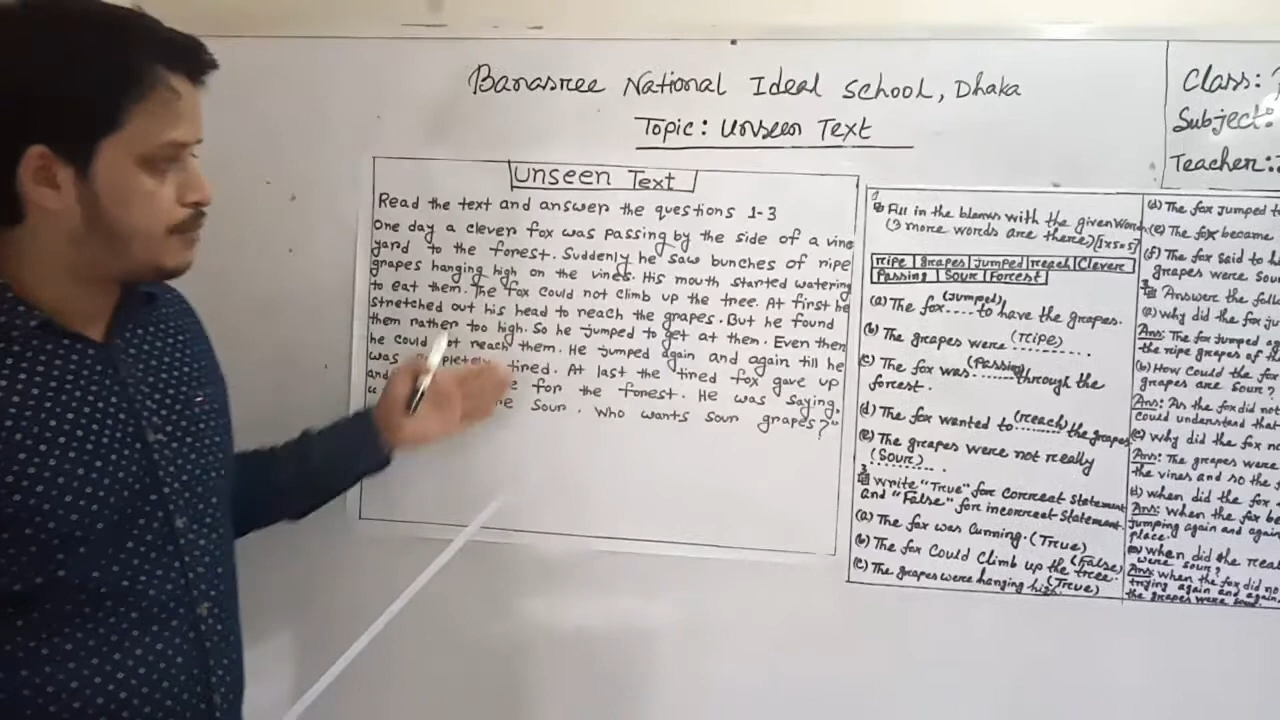 Banasree National Ideal School, Dhaka
Topic: Unseen Text
Class:
Subject:
Teacher:
Unseen Text
Read the text and answer the questions 1-3
One day a clever fox was passing by the side of a vine
yard to the forest. Suddenly he saw bunches of ripe
grapes hanging high on the vines. His mouth started watering
to eat them. The fox could not climb up the tree. At first he
stretched out his head to reach the grapes. But he found
them rather too high. So he jumped to get at them. Even then
he could not reach them. He jumped again and again till he
was tired. At last the tired fox gave up
and for the forest. He was saying,
sour. Who wants sour grapes?"
Fill in the blanks with the given
(3 more words are there) [1x5=5]
ripe grapes jumped reach Clever
Passing Sour Forest
(a) The fox....to have the grapes.
(jumped)
(b) The grapes were (ripe)
(c) The fox was (Passing) through the
forest.
(d) The fox wanted to (reach) the grapes
(e) The grapes were not really
(Sour)
write "True" for correct statement
and "False" for incorrect statement.
(a) The fox was Cunning. (True)
(b) The fox Could climb up the tree. (False)
(c) The grapes were hanging high. (True)
(d) The fox jumped
(e) The fox became
(f) The fox said to
grapes were
Answer the
(a) why did the fox
Ans: The fox jumped
the ripe grapes of
(b) How could the fox
grapes are sour?
Ans: As the fox did not
could understand that
(c) why did the fox
Ans: The grapes were
the vines and so the
d) when did the fox
Ans: when the fox
jumping again and again
place.
(e) when did the
were sour?
Ans: when the fox did
trying again and again,
the grapes were sour.